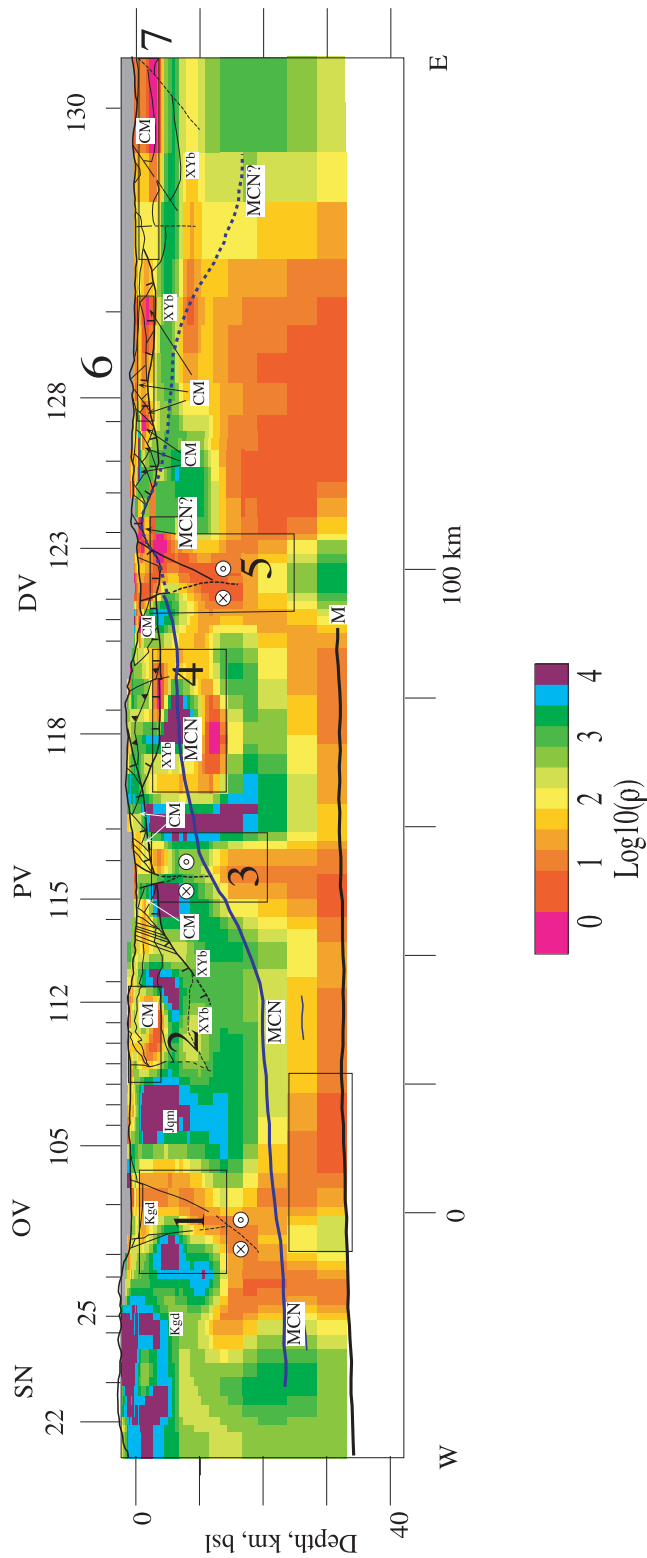 SN
OV
PV
DV
22
25
105
112
115
118
123
128
130
6
7
Kgd
Kgd
1
Jqm
2
CM
XYb
XYb
CM
3
CM
XYb
MCN
4
CM
5
MCN?
CM
CM
XYb
CM
XYb
MCN?
MCN
MCN
M
0
40
Depth, km, bsl
W
0
100 km
E
0
1
2
3
4
Log10(ρ)